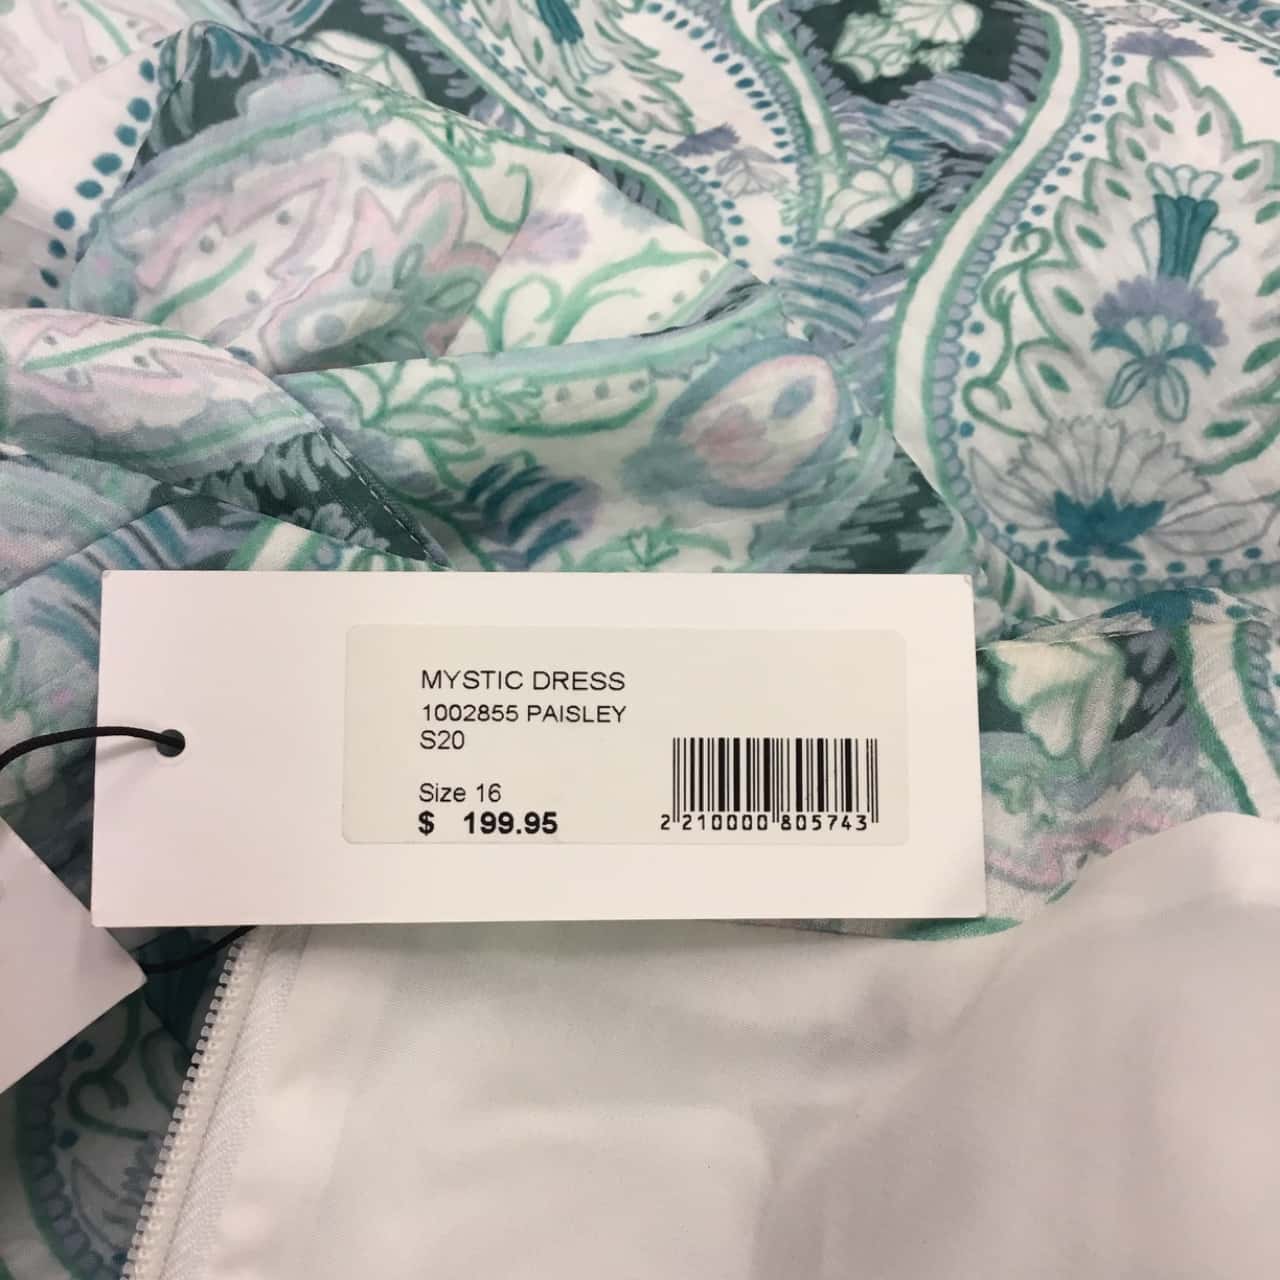 MYSTIC DRESS
1002855 PAISLEY
S20
Size 16
$ 199.95
2 210000 805743